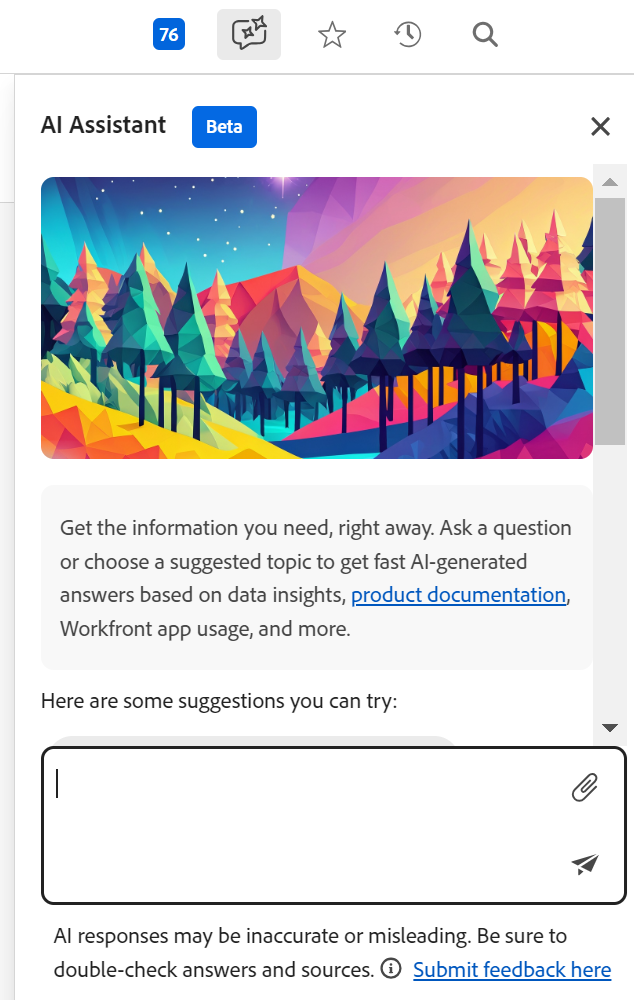 76
AI Assistant Beta
Get the information you need, right away. Ask a question
or choose a suggested topic to get fast AI-generated
answers based on data insights, product documentation,
Workfront app usage, and more.
Here are some suggestions you can try:
AI responses may be inaccurate or misleading. Be sure to
double-check answers and sources. Submit feedback here